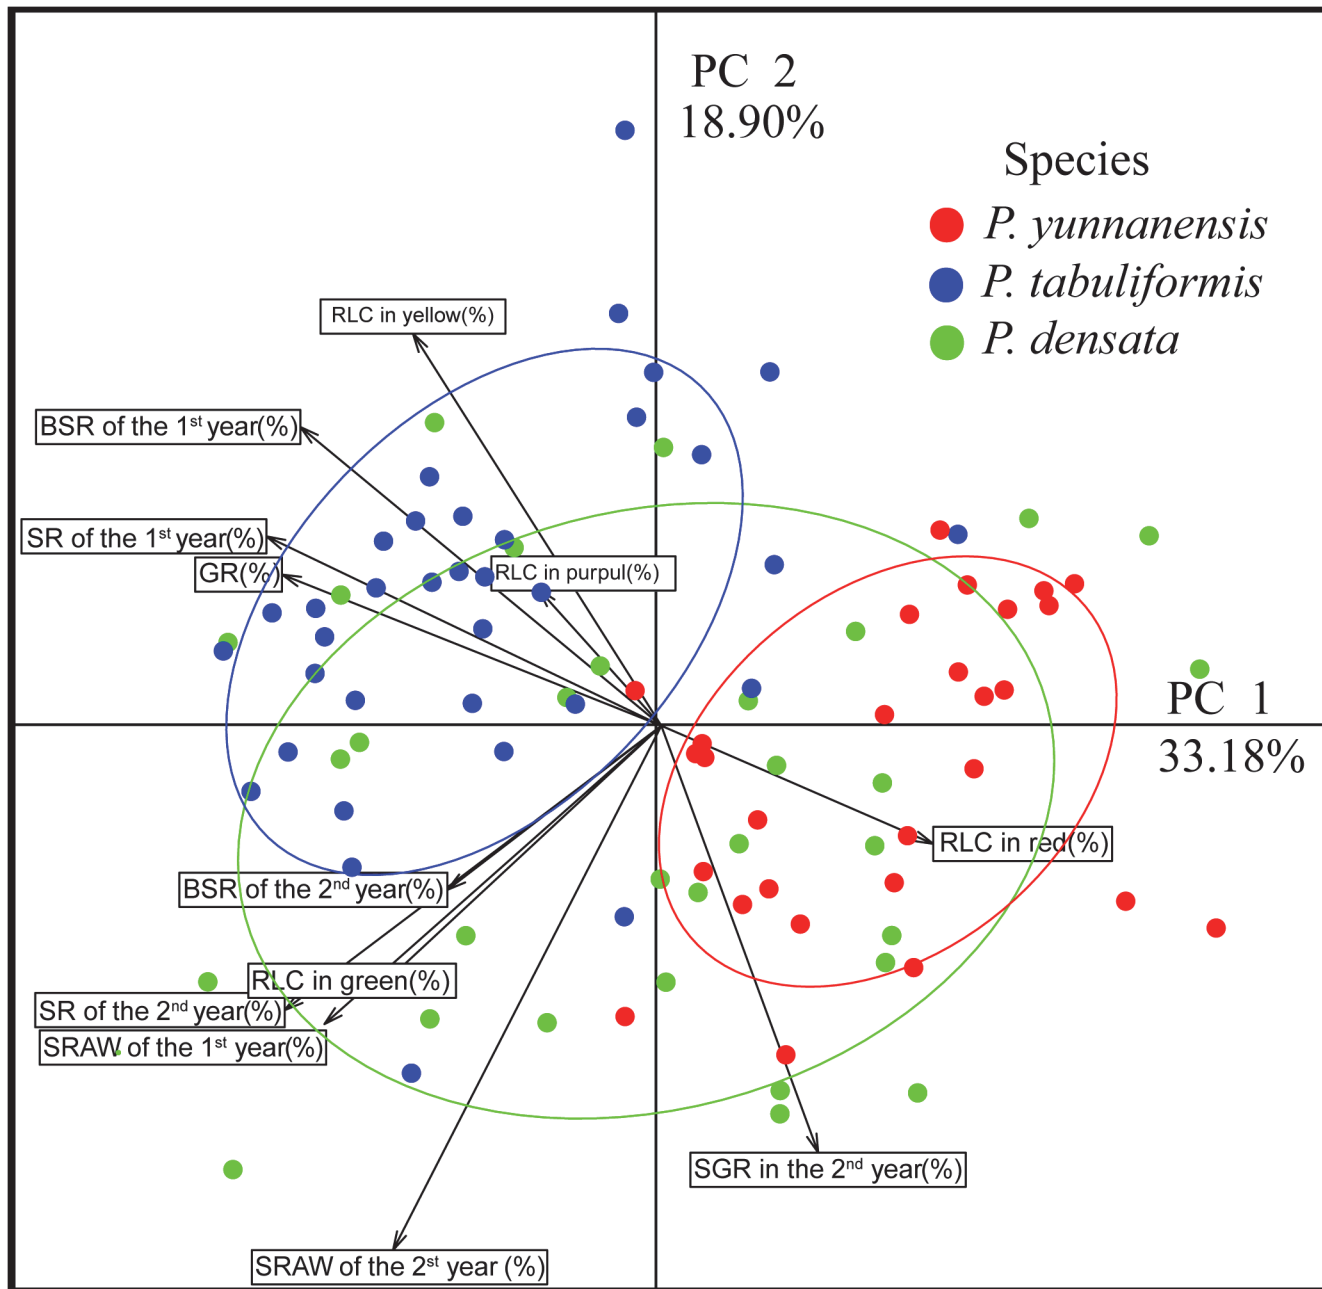 PC 2
18.90%
Species
P. yunnanensis
P. tabuliformis
P. densata
RLC in yellow(%)
BSR of the 1st year(%)
SR of the 1st year(%)
GR(%)
RLC in purpul(%)
PC 1
33.18%
RLC in red(%)
BSR of the 2nd year(%)
RLC in green(%)
SR of the 2nd year(%)
SRAW of the 1st year(%)
SGR in the 2nd year(%)
SRAW of the 2st year (%)